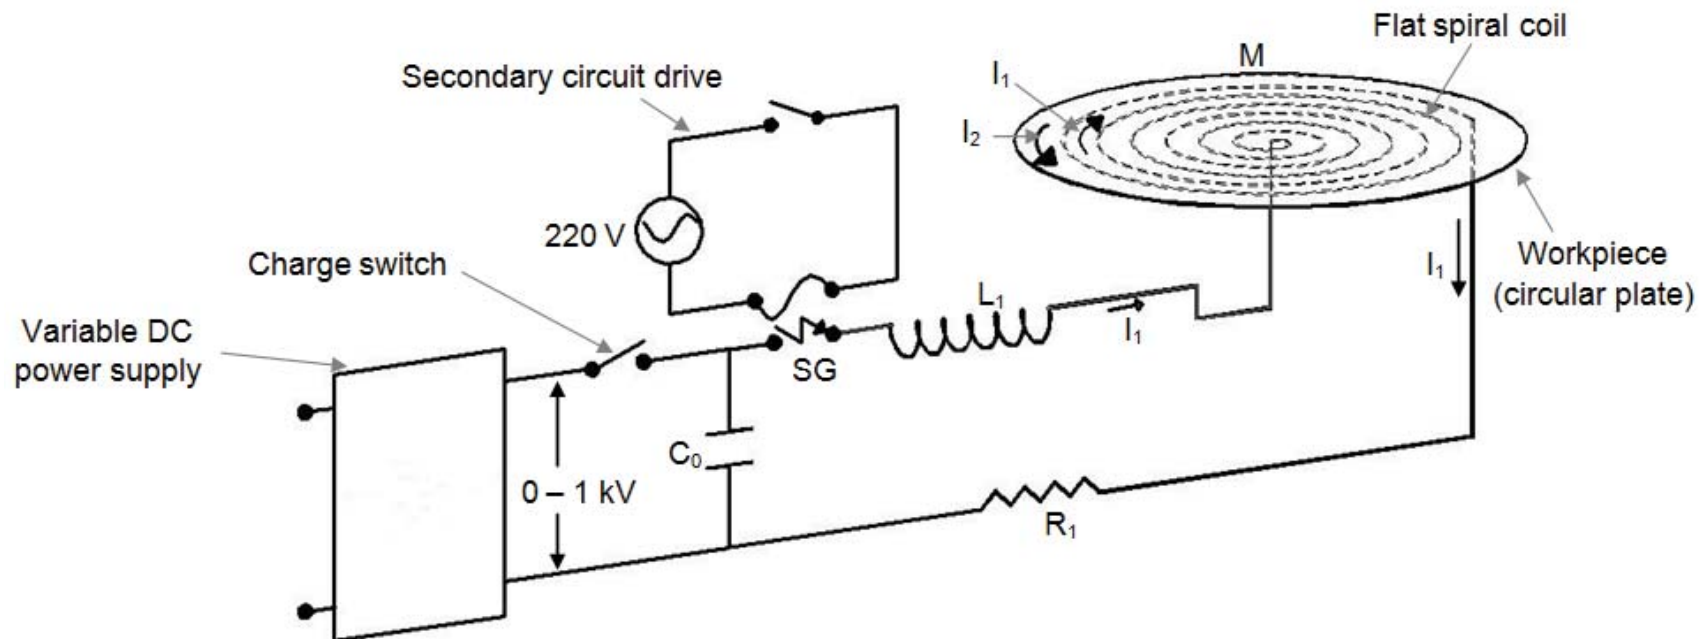 Flat spiral coil
M
Secondary circuit drive
I₁
I₂
220 V
Charge switch
Workpiece
(circular plate)
I₁
L₁
I₁
Variable DC
power supply
SG
C₀
0 – 1 kV
R₁